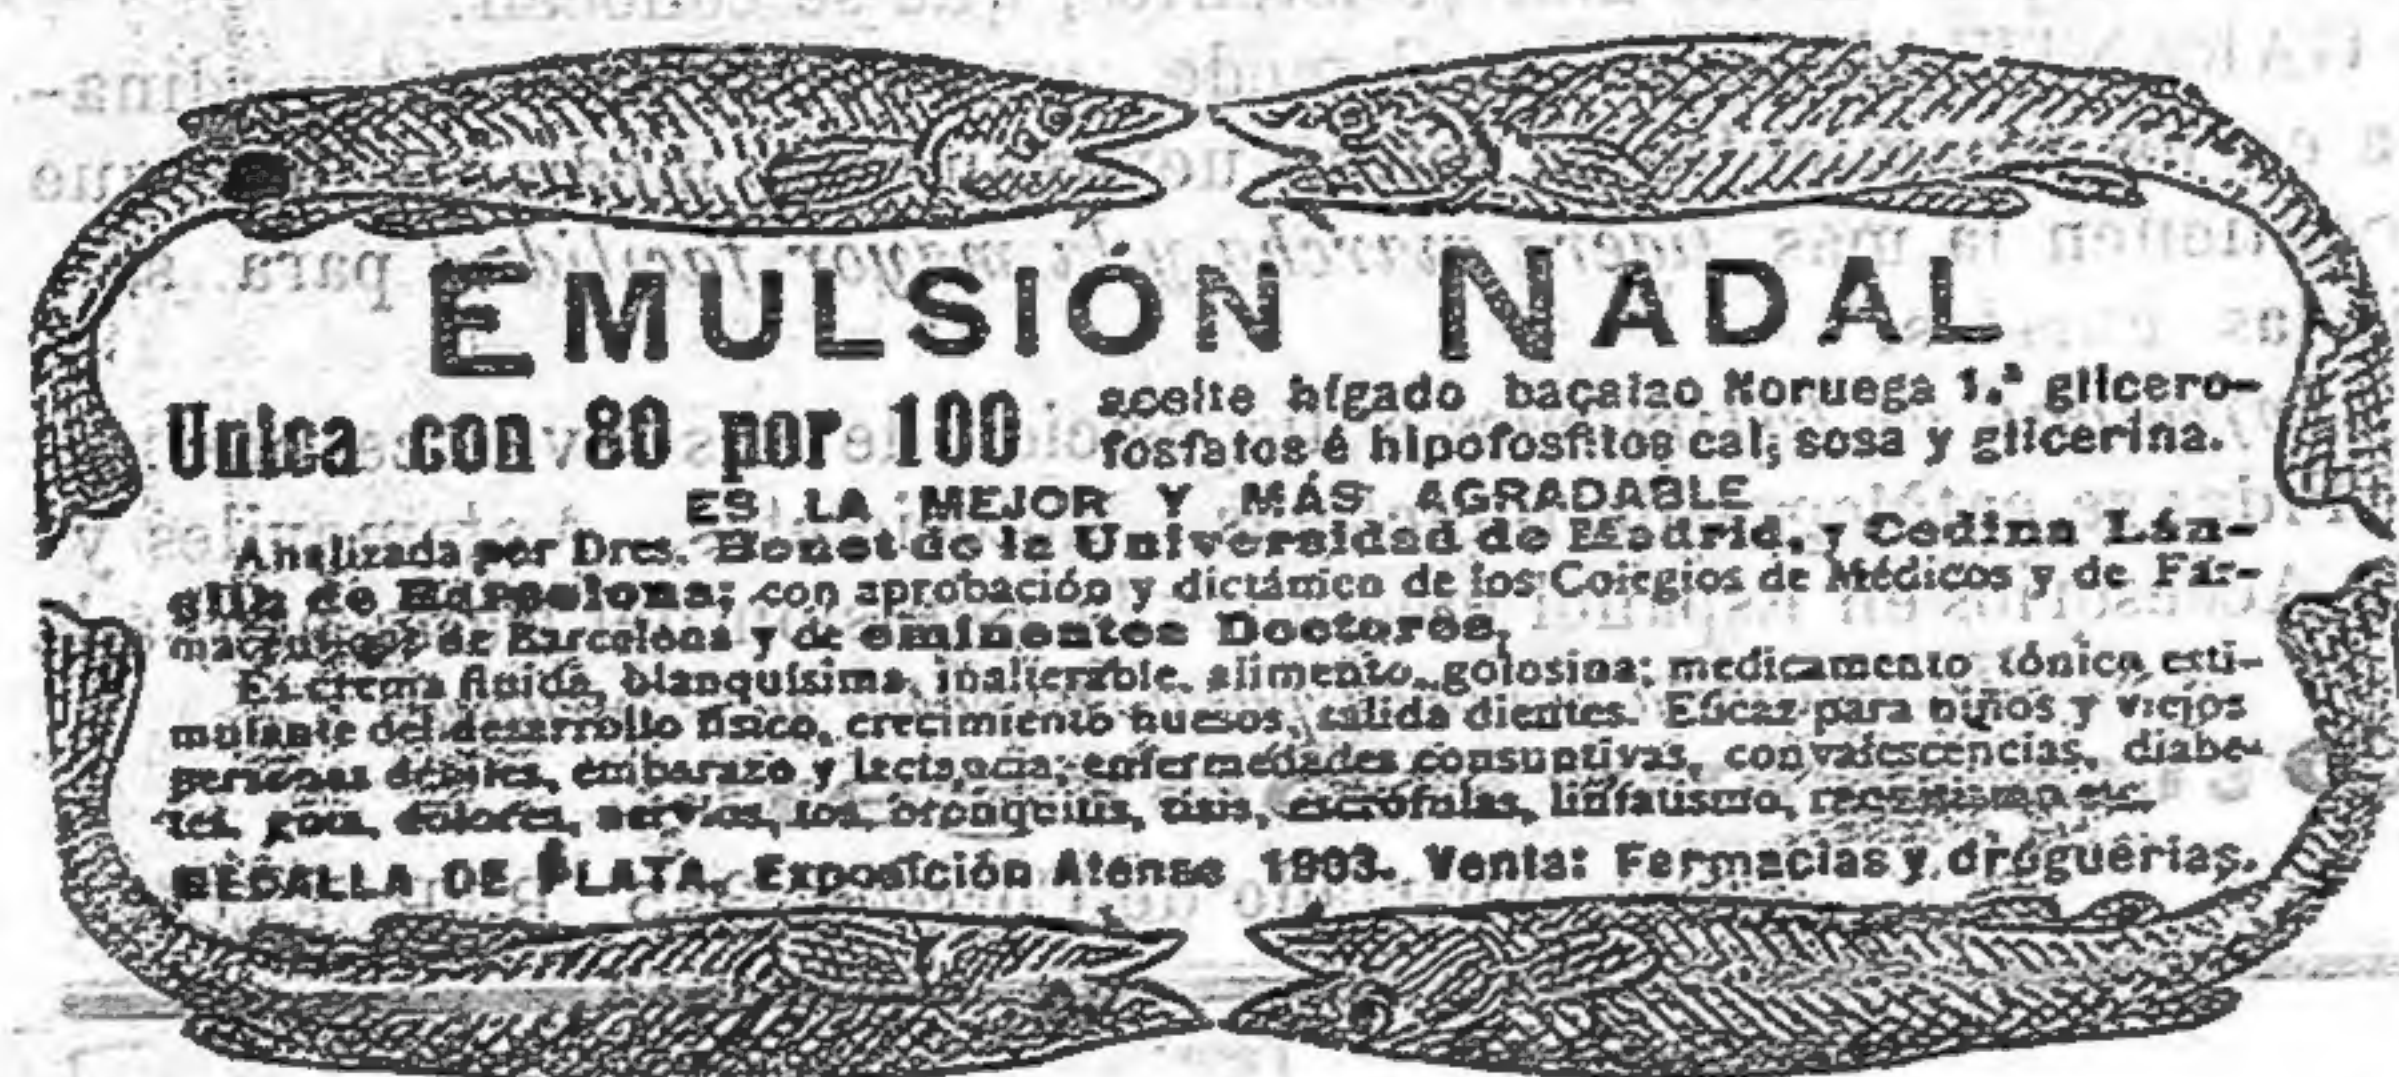 EMULSIÓN NADAL
Unica con 80 por 100 aceite hígado bacalao Noruega 1.ª glicero-
fosfatos é hipofosfitos cal, sosa y glicerina.
ES LA MEJOR Y MÁS AGRADABLE
Analizada por Dres. Bonet de la Universidad de Madrid, y Codina Län-
glin de Barcelona; con aprobación y dictámen de los Colegios de Médicos y de Far-
macéuticos de Barcelona y de eminentes Doctores,
Es crema fluida, blanquísima, inalterable, alimento, golosina; medicamento tónico, esti-
mulante del desarrollo físico, crecimiento huesos, salida dientes. Eficaz para niños y viejos
personas débiles, embarazo y lactancia; enfermedades consuntivas, convalescencias, diabe-
tes, gota, dolores, nervios, tos, bronquitis, tisis, escrófulas, linfatismo, raquitismo etc.
MEDALLA DE PLATA, Exposición Atenas 1903. Venta: Farmacias y droguerías.